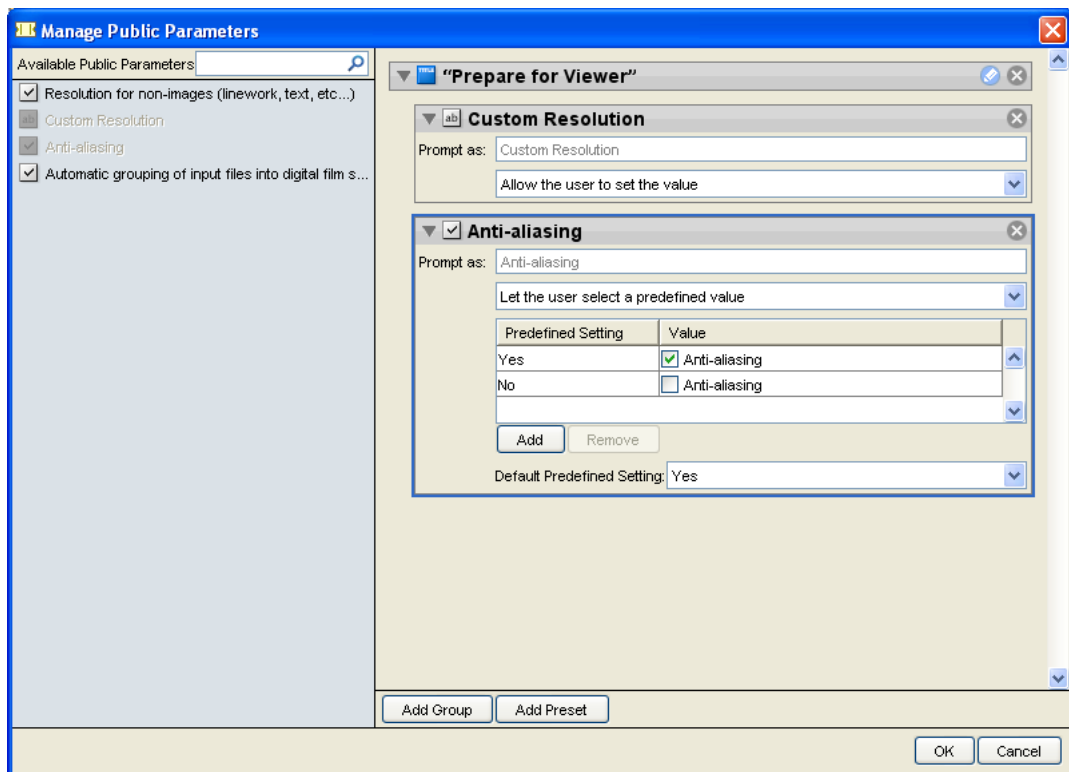 Manage Public Parameters
Available Public Parameters
Resolution for non-images (linework, text, etc...)
ab Custom Resolution
Anti-aliasing
Automatic grouping of input files into digital film s...
TITLE "Prepare for Viewer"
ab Custom Resolution
Prompt as: Custom Resolution
Allow the user to set the value
Anti-aliasing
Prompt as: Anti-aliasing
Let the user select a predefined value
Predefined Setting Value
Yes Anti-aliasing
No Anti-aliasing
Add Remove
Default Predefined Setting: Yes
Add Group Add Preset
OK Cancel